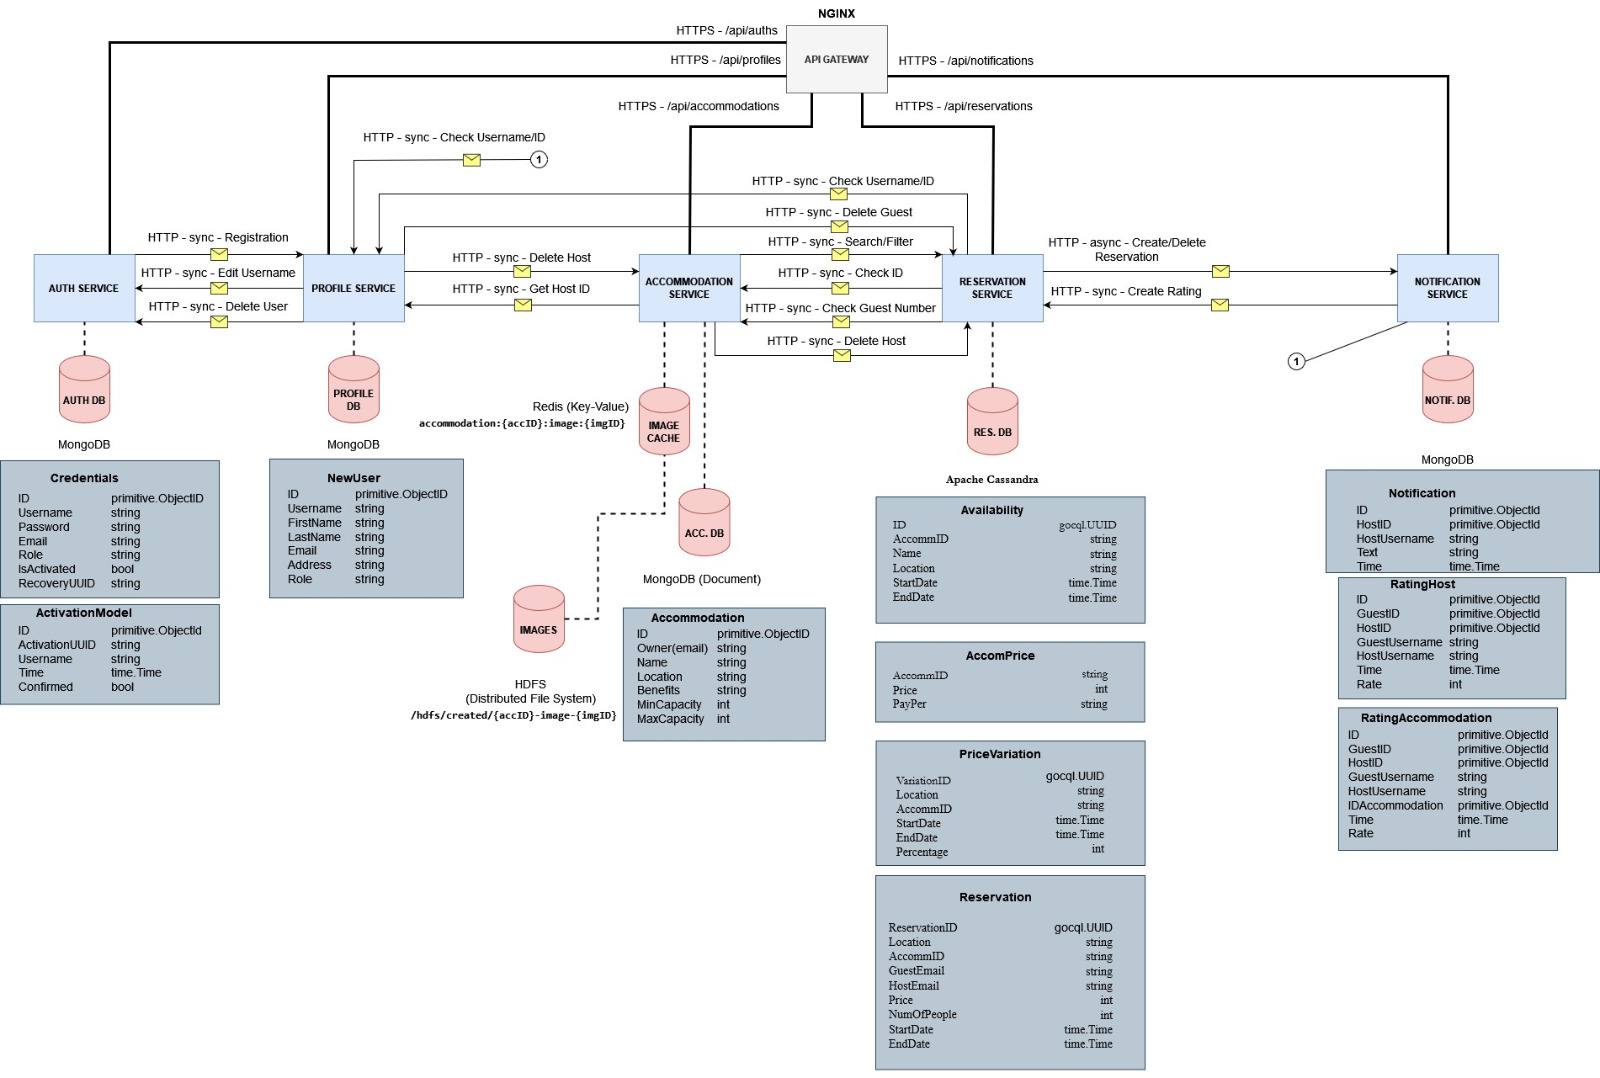 NGINX
API GATEWAY
HTTPS - /api/auths
HTTPS - /api/profiles
HTTPS - /api/notifications
HTTPS - /api/accommodations
HTTPS - /api/reservations
HTTP - sync - Check Username/ID
1
HTTP - sync - Check Username/ID
HTTP - sync - Delete Guest
HTTP - sync - Registration
HTTP - sync - Search/Filter
HTTP - async - Create/Delete
Reservation
HTTP - sync - Delete Host
HTTP - sync - Edit Username
HTTP - sync - Check ID
AUTH SERVICE
PROFILE SERVICE
ACCOMMODATION
SERVICE
RESERVATION
SERVICE
NOTIFICATION
SERVICE
HTTP - sync - Get Host ID
HTTP - sync - Create Rating
HTTP - sync - Delete User
HTTP - sync - Check Guest Number
HTTP - sync - Delete Host
1
AUTH DB
MongoDB
PROFILE
DB
MongoDB
Redis (Key-Value)
accommodation:{accID}:image:{imgID}
IMAGE
CACHE
RES. DB
Apache Cassandra
NOTIF. DB
MongoDB
ACC. DB
MongoDB (Document)
IMAGES
HDFS
(Distributed File System)
/hdfs/created/{accID}-image-{imgID}
Credentials
ID primitive.ObjectID
Username string
Password string
Email string
Role string
IsActivated bool
RecoveryUUID string
ActivationModel
ID primitive.ObjectId
ActivationUUID string
Username string
Time time.Time
Confirmed bool
NewUser
ID primitive.ObjectID
Username string
FirstName string
LastName string
Email string
Address string
Role string
Accommodation
ID primitive.ObjectID
Owner(email) string
Name string
Location string
Benefits string
MinCapacity int
MaxCapacity int
Availability
ID gocql.UUID
AccommID string
Name string
Location string
StartDate time.Time
EndDate time.Time
AccomPrice
AccommID string
Price int
PayPer string
PriceVariation
VariationID gocql.UUID
Location string
AccommID string
StartDate time.Time
EndDate time.Time
Percentage int
Reservation
ReservationID gocql.UUID
Location string
AccommID string
GuestEmail string
HostEmail string
Price int
NumOfPeople int
StartDate time.Time
EndDate time.Time
Notification
ID primitive.ObjectId
HostID primitive.ObjectId
HostUsername string
Text string
Time time.Time
RatingHost
ID primitive.ObjectId
GuestID primitive.ObjectId
HostID primitive.ObjectId
GuestUsername string
HostUsername string
Time time.Time
Rate int
RatingAccommodation
ID primitive.ObjectId
GuestID primitive.ObjectId
HostID primitive.ObjectId
GuestUsername string
HostUsername string
IDAccommodation primitive.ObjectId
Time time.Time
Rate int